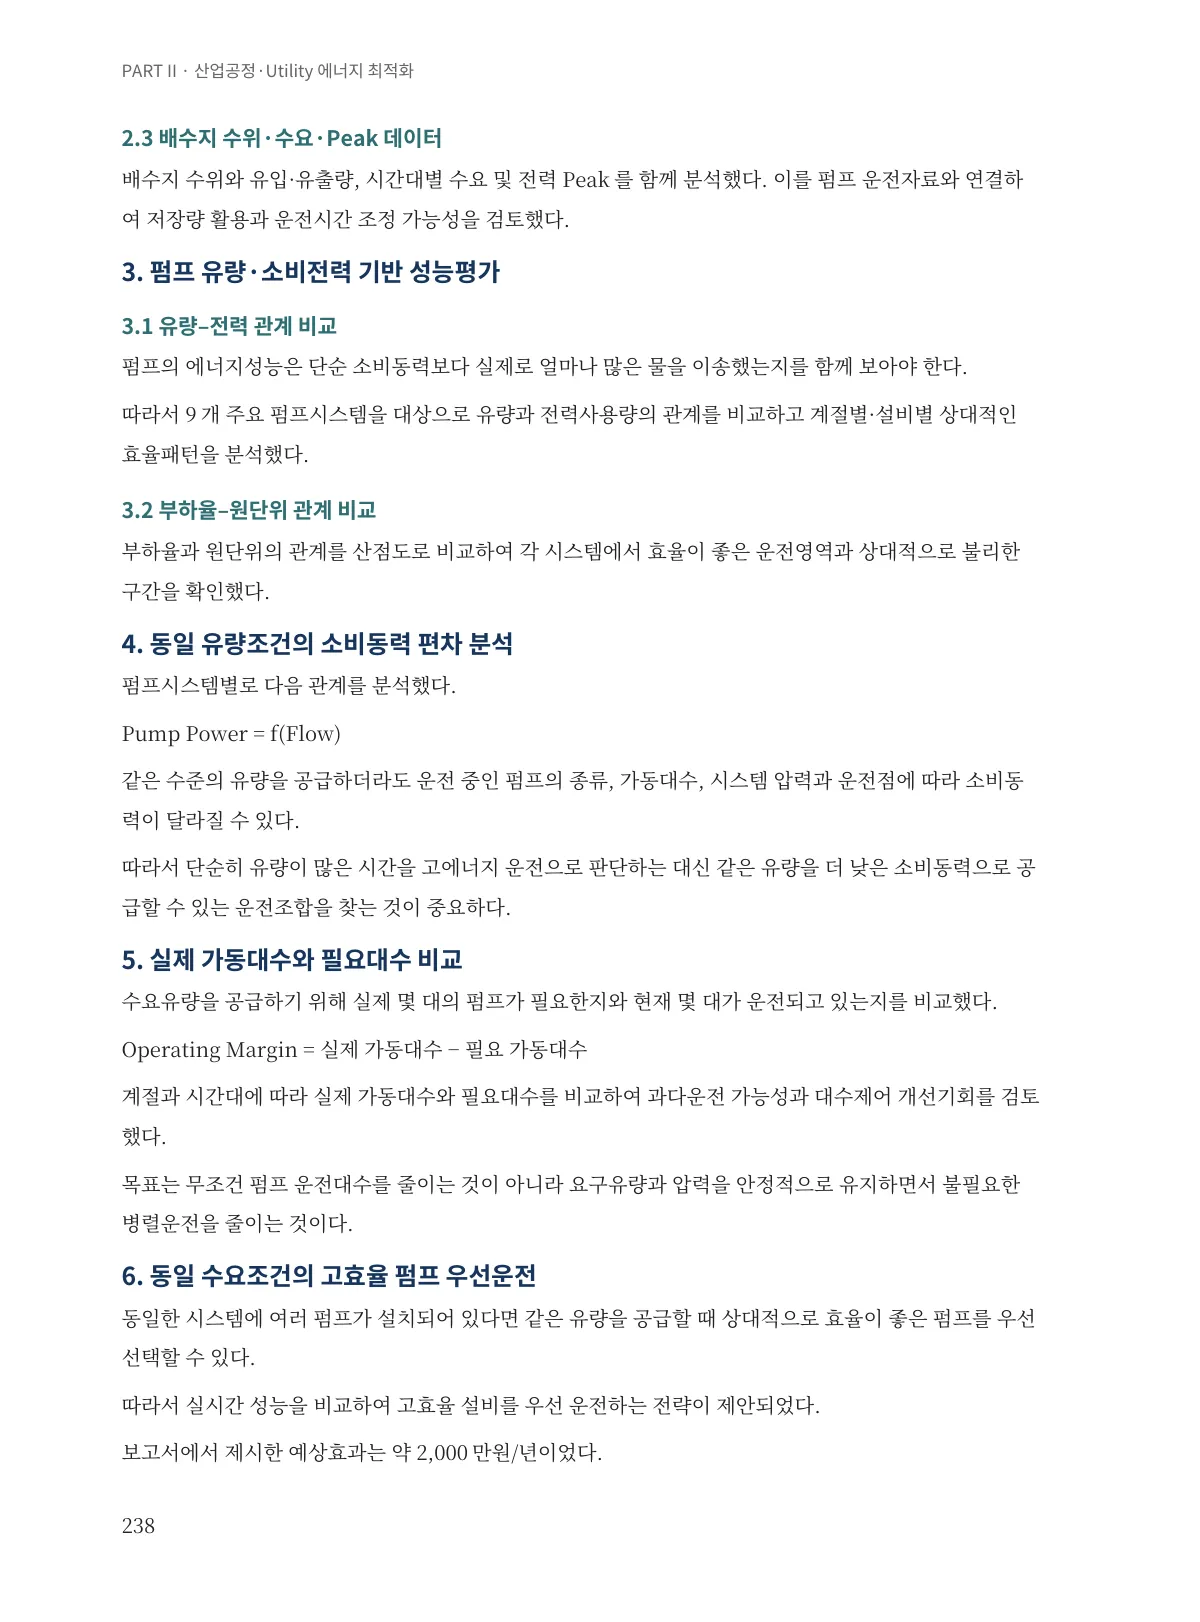 PART II · 산업공정·Utility 에너지 최적화
2.3 배수지 수위·수요·Peak 데이터
배수지 수위와 유입·유출량, 시간대별 수요 및 전력 Peak 를 함께 분석했다. 이를 펌프 운전자료와 연결하
여 저장량 활용과 운전시간 조정 가능성을 검토했다.
3. 펌프 유량·소비전력 기반 성능평가
3.1 유량–전력 관계 비교
펌프의 에너지성능은 단순 소비동력보다 실제로 얼마나 많은 물을 이송했는지를 함께 보아야 한다.
따라서 9 개 주요 펌프시스템을 대상으로 유량과 전력사용량의 관계를 비교하고 계절별·설비별 상대적인
효율패턴을 분석했다.
3.2 부하율–원단위 관계 비교
부하율과 원단위의 관계를 산점도로 비교하여 각 시스템에서 효율이 좋은 운전영역과 상대적으로 불리한
구간을 확인했다.
4. 동일 유량조건의 소비동력 편차 분석
펌프시스템별로 다음 관계를 분석했다.
Pump Power = f(Flow)
같은 수준의 유량을 공급하더라도 운전 중인 펌프의 종류, 가동대수, 시스템 압력과 운전점에 따라 소비동
력이 달라질 수 있다.
따라서 단순히 유량이 많은 시간을 고에너지 운전으로 판단하는 대신 같은 유량을 더 낮은 소비동력으로 공
급할 수 있는 운전조합을 찾는 것이 중요하다.
5. 실제 가동대수와 필요대수 비교
수요유량을 공급하기 위해 실제 몇 대의 펌프가 필요한지와 현재 몇 대가 운전되고 있는지를 비교했다.
Operating Margin = 실제 가동대수 − 필요 가동대수
계절과 시간대에 따라 실제 가동대수와 필요대수를 비교하여 과다운전 가능성과 대수제어 개선기회를 검토
했다.
목표는 무조건 펌프 운전대수를 줄이는 것이 아니라 요구유량과 압력을 안정적으로 유지하면서 불필요한
병렬운전을 줄이는 것이다.
6. 동일 수요조건의 고효율 펌프 우선운전
동일한 시스템에 여러 펌프가 설치되어 있다면 같은 유량을 공급할 때 상대적으로 효율이 좋은 펌프를 우선
선택할 수 있다.
따라서 실시간 성능을 비교하여 고효율 설비를 우선 운전하는 전략이 제안되었다.
보고서에서 제시한 예상효과는 약 2,000 만원/년이었다.
238